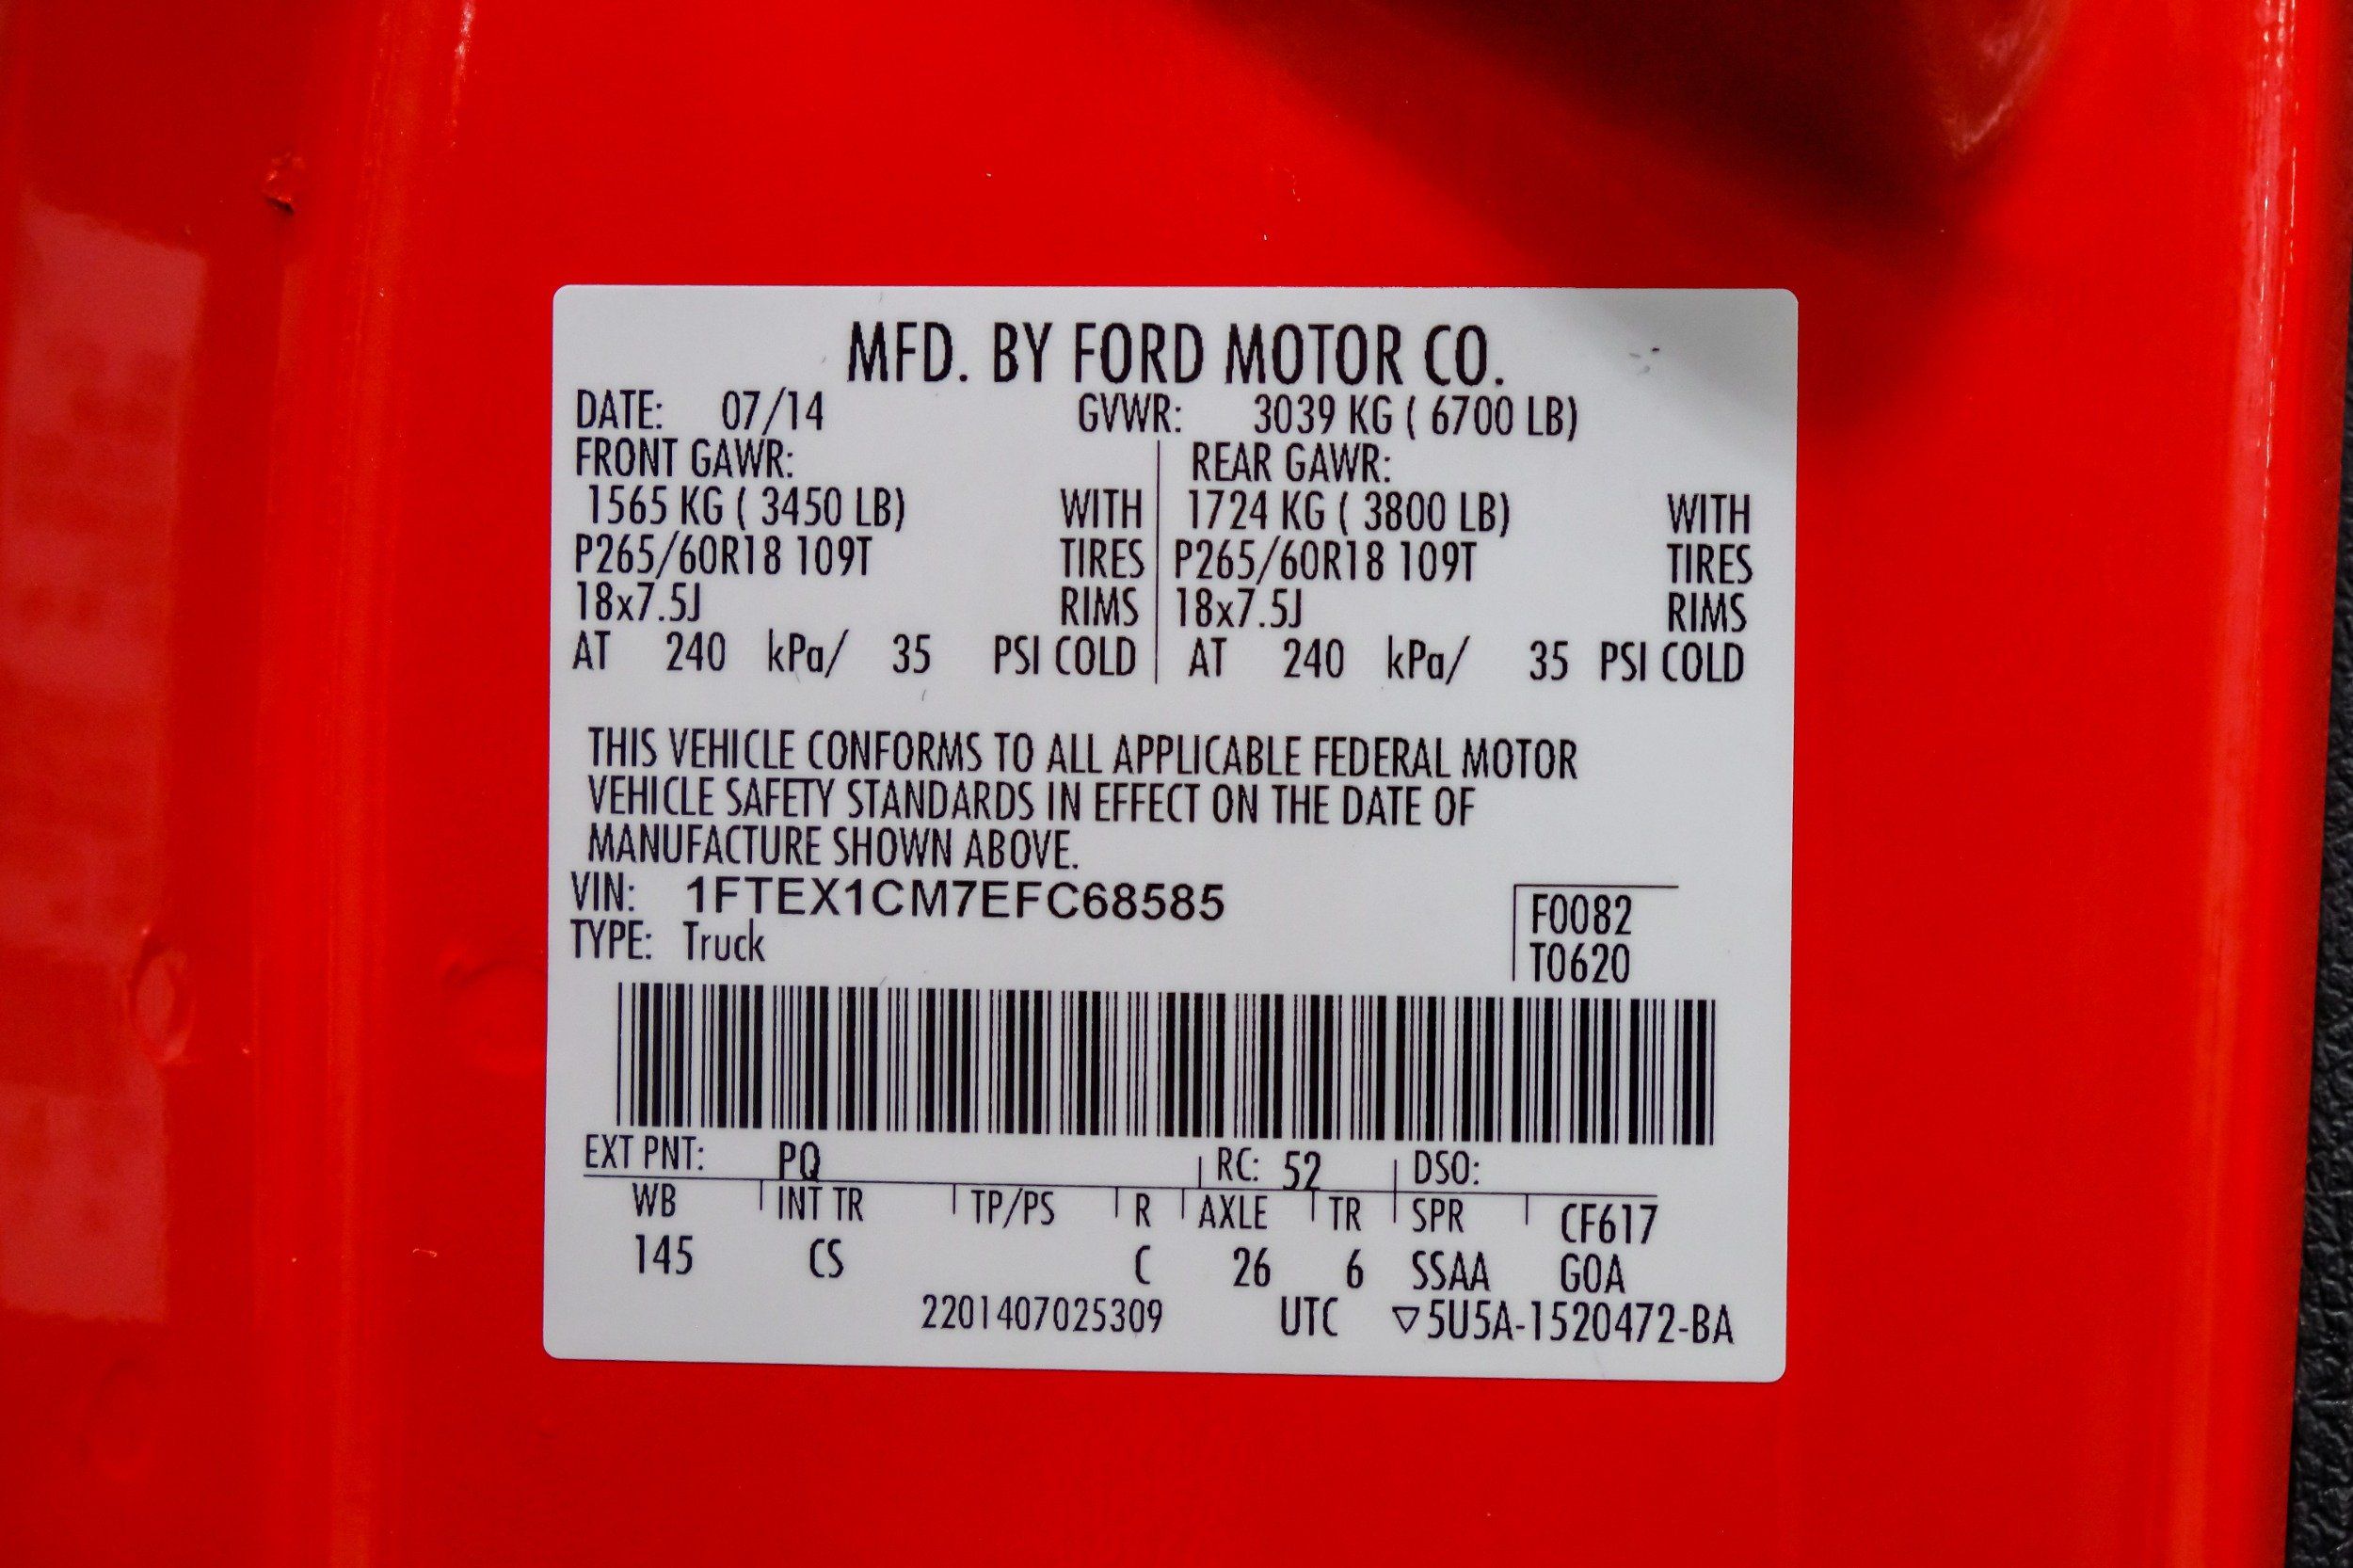 MFD. BY FORD MOTOR CO.
DATE: 07/14 GVWR: 3039 KG ( 6700 LB)
FRONT GAWR: REAR GAWR:
1565 KG ( 3450 LB) WITH 1724 KG ( 3800 LB) WITH
P265/60R18 109T TIRES P265/60R18 109T TIRES
18x7.5J RIMS 18x7.5J RIMS
AT 240 kPa/ 35 PSI COLD AT 240 kPa/ 35 PSI COLD
THIS VEHICLE CONFORMS TO ALL APPLICABLE FEDERAL MOTOR
VEHICLE SAFETY STANDARDS IN EFFECT ON THE DATE OF
MANUFACTURE SHOWN ABOVE.
VIN: 1FTEX1CM7EFC68585 F0082
TYPE: Truck T0620
EXT PNT: PQ RC: 52 DSO:
WB INT TR TP/PS R AXLE TR SPR CF617
145 CS C 26 6 SSAA GOA
2201407025309 UTC ▽5U5A-1520472-BA